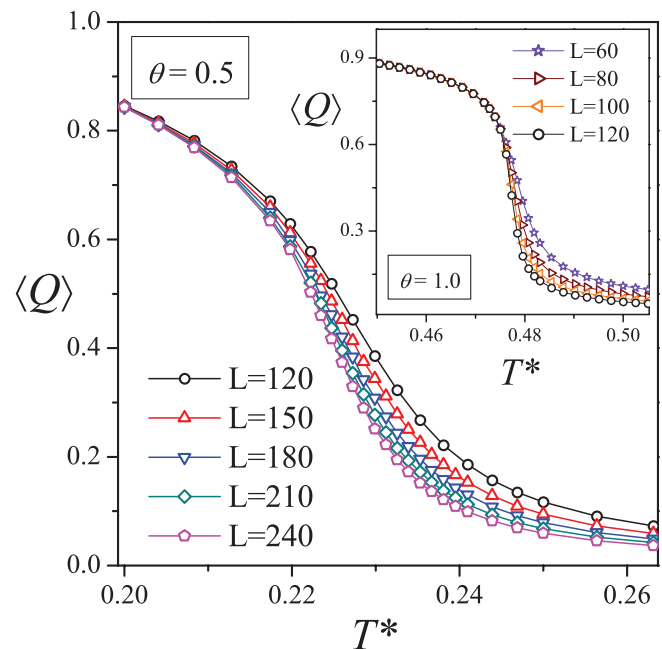 θ = 0.5
⟨Q⟩
0.8
0.6
0.4
0.2
0.0
0.20
0.22
0.24
0.26
T*
L=120
L=150
L=180
L=210
L=240
⟨Q⟩
0.9
0.6
0.3
0.46
0.48
0.50
T*
θ = 1.0
L=60
L=80
L=100
L=120